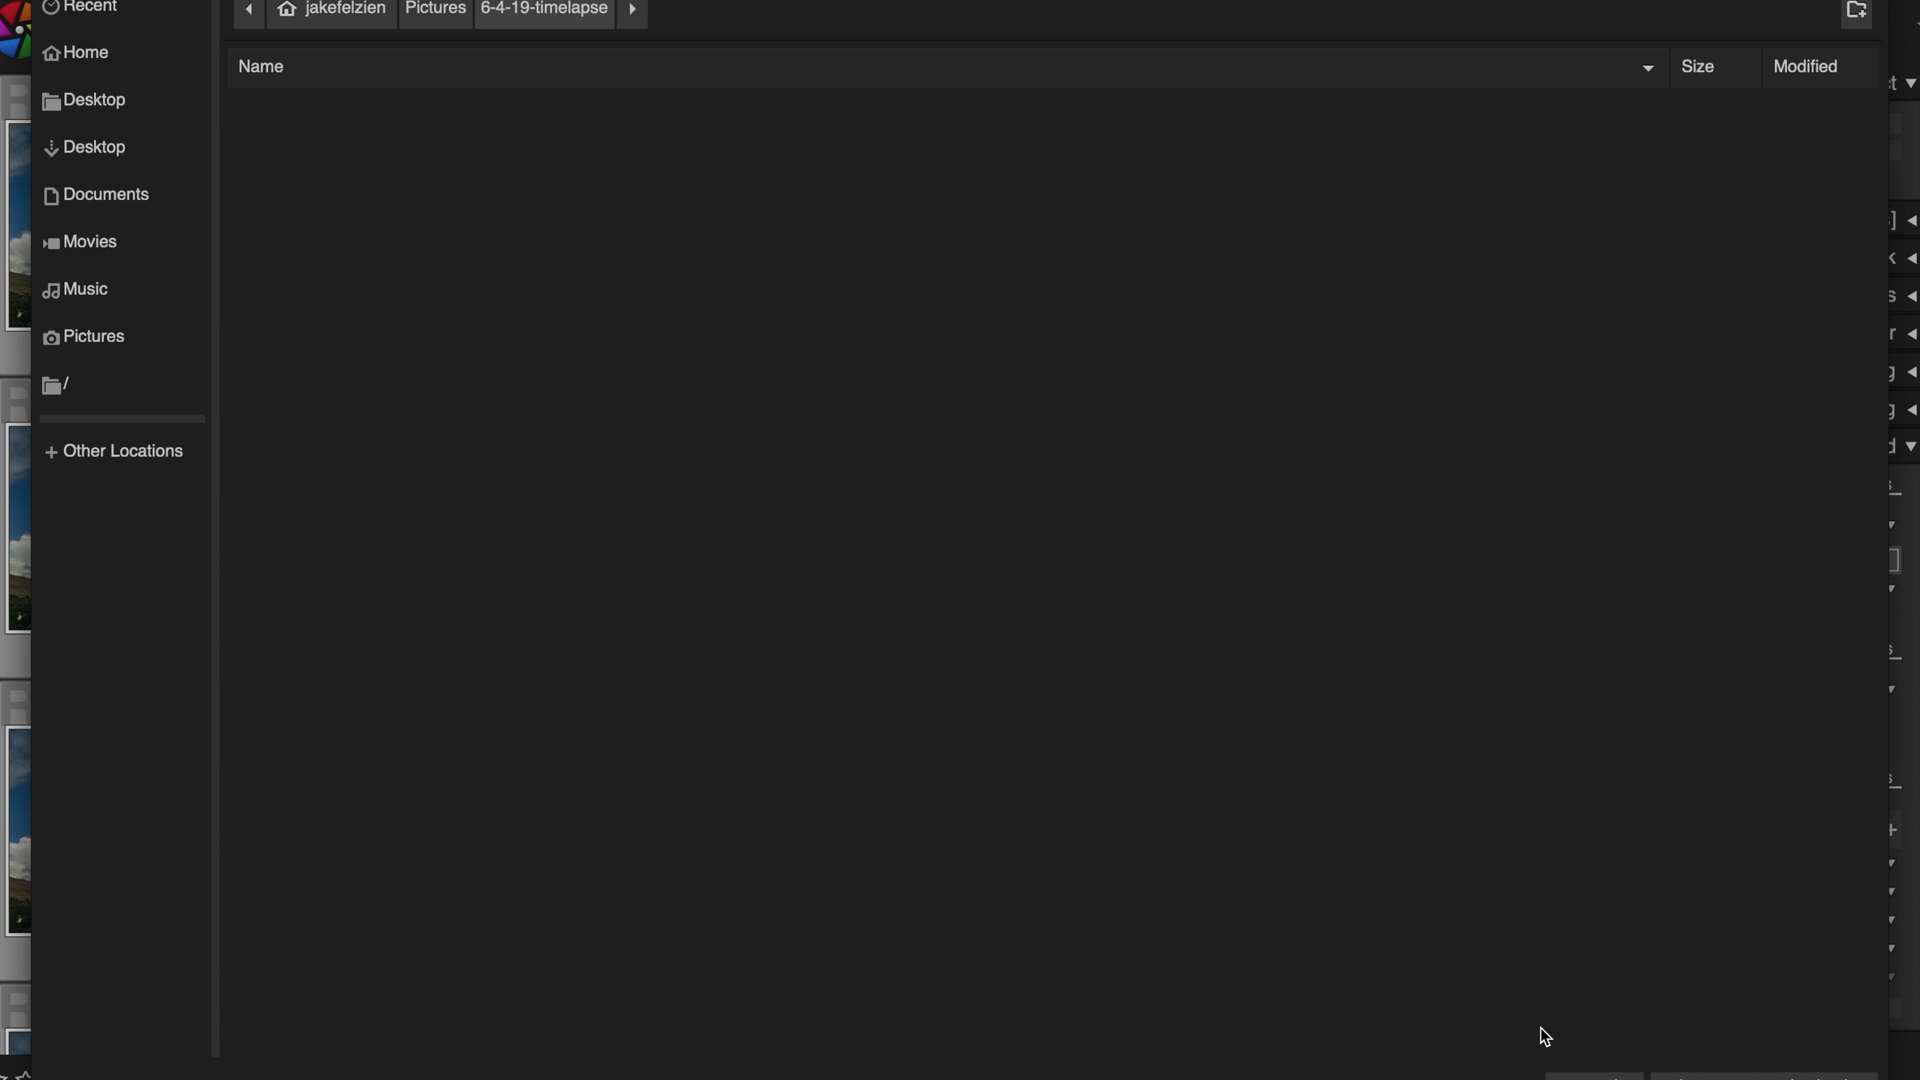 Recent
jakefelzien Pictures 6-4-19-timelapse
Home
Name Size Modified
Desktop
Desktop
Documents
Movies
Music
Pictures
/
+ Other Locations